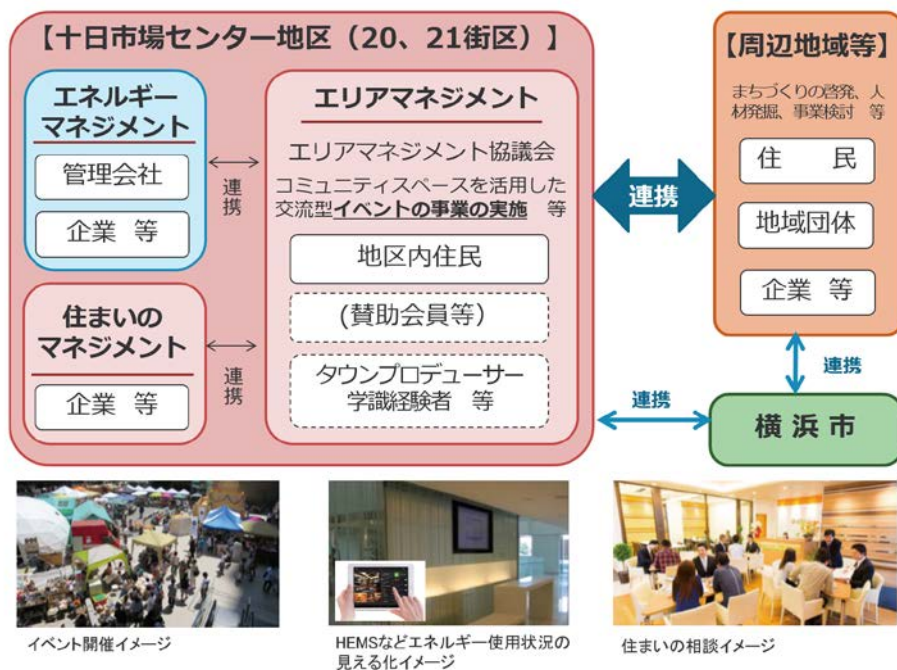 【十日市場センター地区（20、21街区）】
エネルギー
マネジメント
管理会社
企業 等
連携
住まいの
マネジメント
企業 等
連携
エリアマネジメント
エリアマネジメント協議会
コミュニティスペースを活用した
交流型イベントの事業の実施 等
地区内住民
(賛助会員等）
タウンプロデューサー
学識経験者 等
連携
【周辺地域等】
まちづくりの啓発、人
材発掘、事業検討 等
住 民
地域団体
企業 等
連携
連携
横浜市
イベント開催イメージ
HEMSなどエネルギー使用状況の
見える化イメージ
住まいの相談イメージ